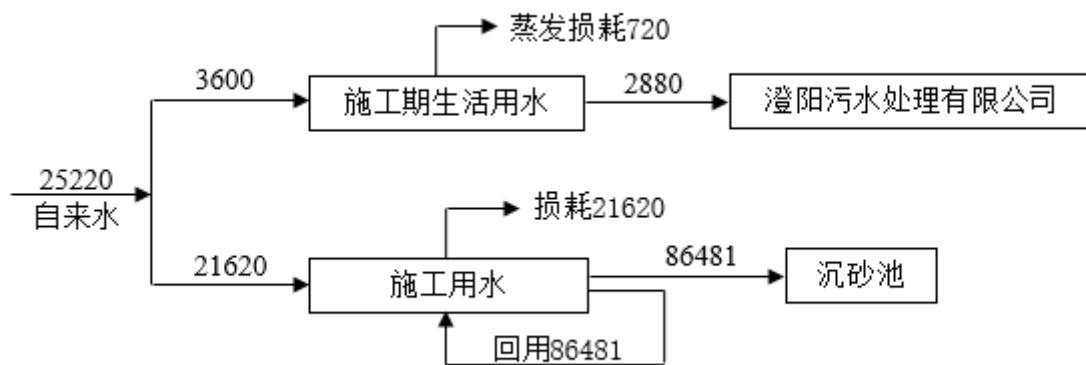 蒸发损耗720
3600
施工期生活用水
2880
澄阳污水处理有限公司
25220
自来水
损耗21620
21620
施工用水
86481
沉砂池
回用86481